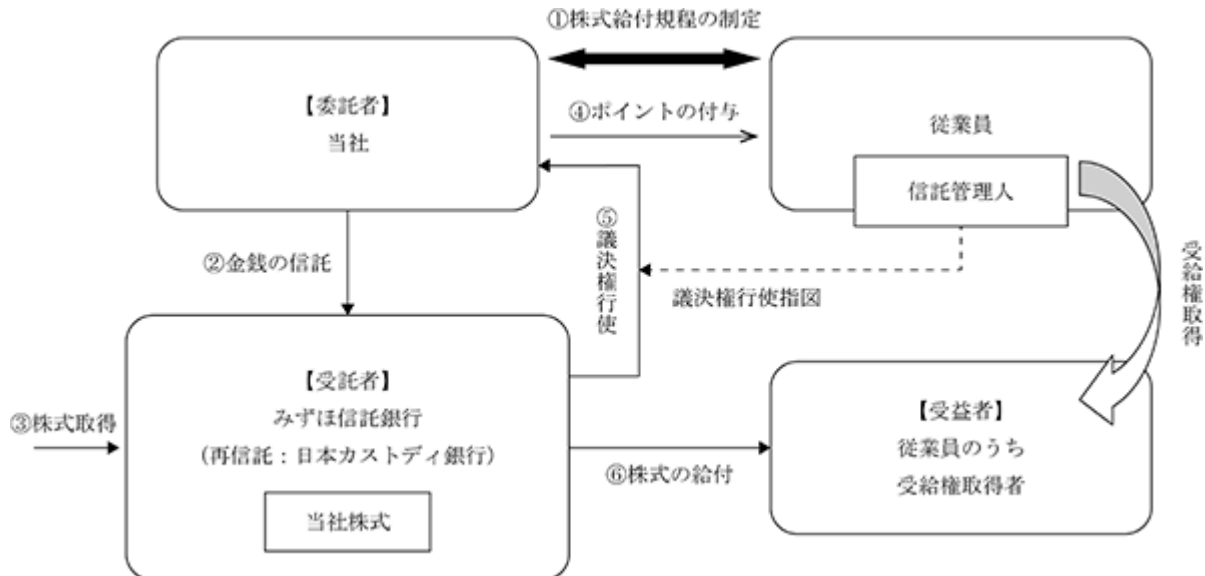 ①株式給付規程の制定
【委託者】
当社
④ポイントの付与
従業員
信託管理人
②金銭の信託
⑤議決権行使
議決権行使指図
受給権取得
【受託者】
みずほ信託銀行
(再信託:日本カストディ銀行)
当社株式
③株式取得
⑥株式の給付
【受益者】
従業員のうち
受給権取得者